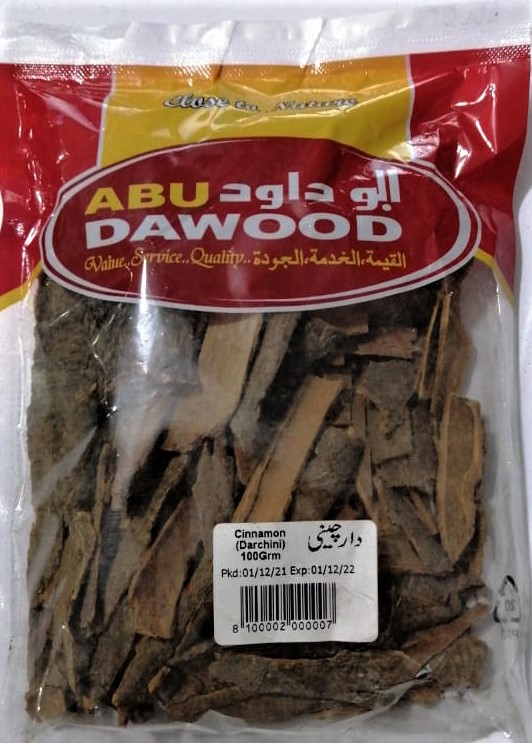 Close to Nature
ABU أبو داود
DAWOOD
Value..Service..Quality.. القيمة،الخدمة،الجودة
Cinnamon دار چینی
(Darchini)
100Grm
Pkd:01/12/21 Exp:01/12/22
8 100002 000007